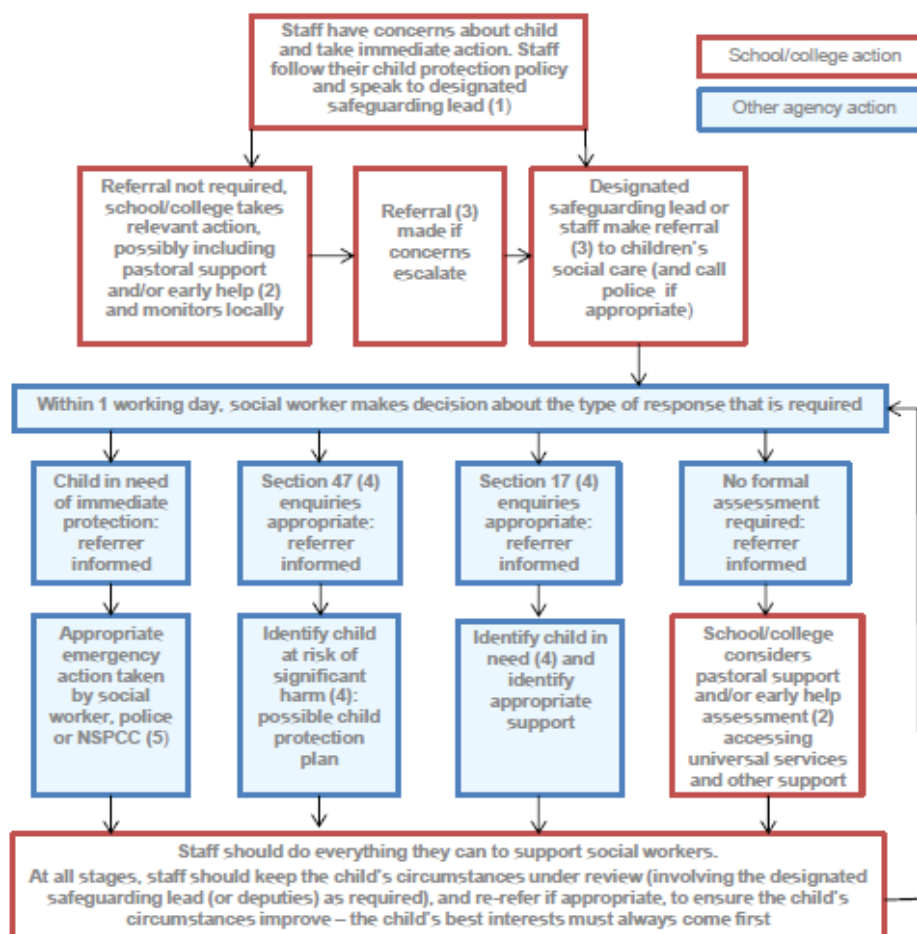 Staff have concerns about child
and take immediate action. Staff
follow their child protection policy
and speak to designated
safeguarding lead (1)
School/college action
Other agency action
Referral not required,
school/college takes
relevant action,
possibly including
pastoral support
and/or early help (2)
and monitors locally
Referral (3)
made if
concerns
escalate
Designated
safeguarding lead or
staff make referral
(3) to children's
social care (and call
police if
appropriate)
Within 1 working day, social worker makes decision about the type of response that is required
Child in need
of immediate
protection:
referrer
informed
Section 47 (4)
enquiries
appropriate:
referrer
informed
Section 17 (4)
enquiries
appropriate:
referrer
informed
No formal
assessment
required:
referrer
informed
Appropriate
emergency
action taken
by social
worker, police
or NSPCC (5)
Identify child
at risk of
significant
harm (4):
possible child
protection
plan
Identify child in
need (4) and
identify
appropriate
support
School/college
considers
pastoral support
and/or early help
assessment (2)
accessing
universal services
and other support
Staff should do everything they can to support social workers.
At all stages, staff should keep the child's circumstances under review (involving the designated
safeguarding lead (or deputies) as required), and re-refer if appropriate, to ensure the child's
circumstances improve – the child's best interests must always come first